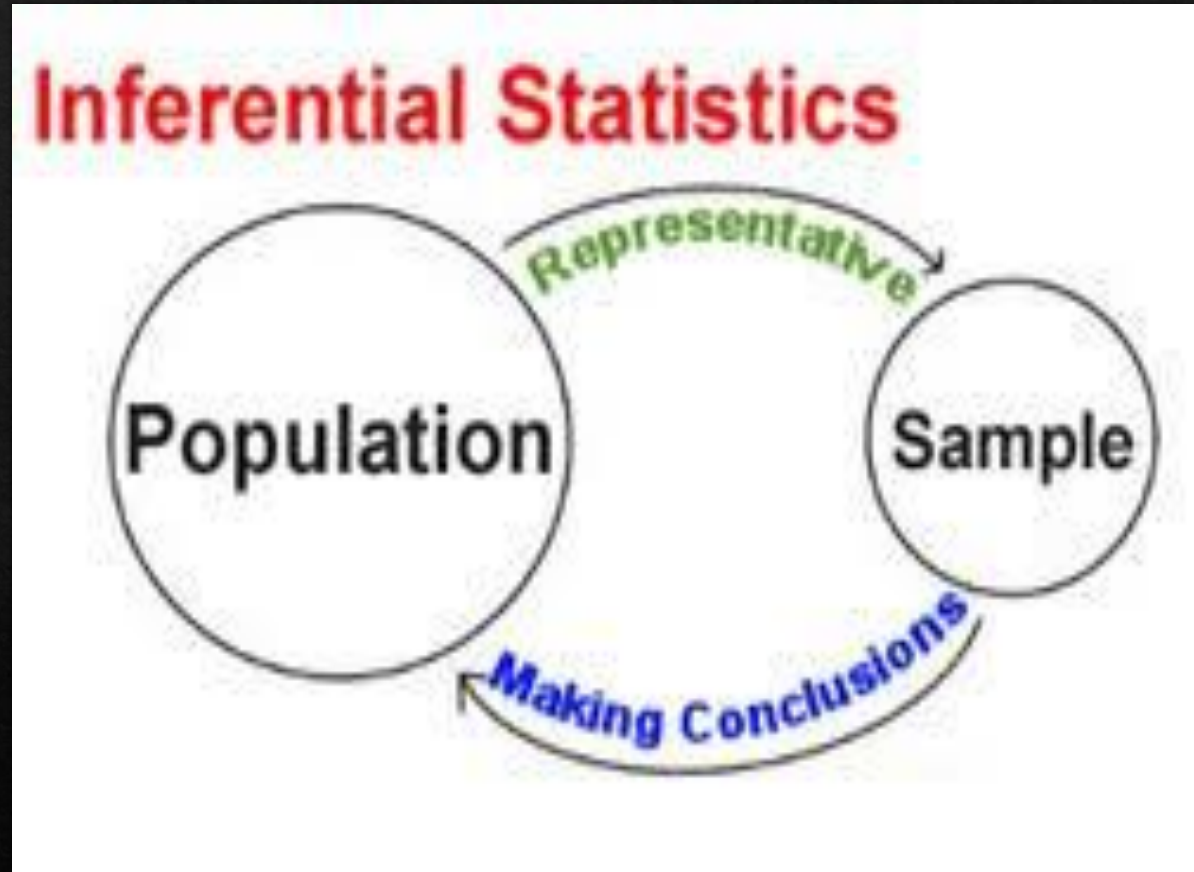 Inferential Statistics
Representative
Population
Sample
Making Conclusions